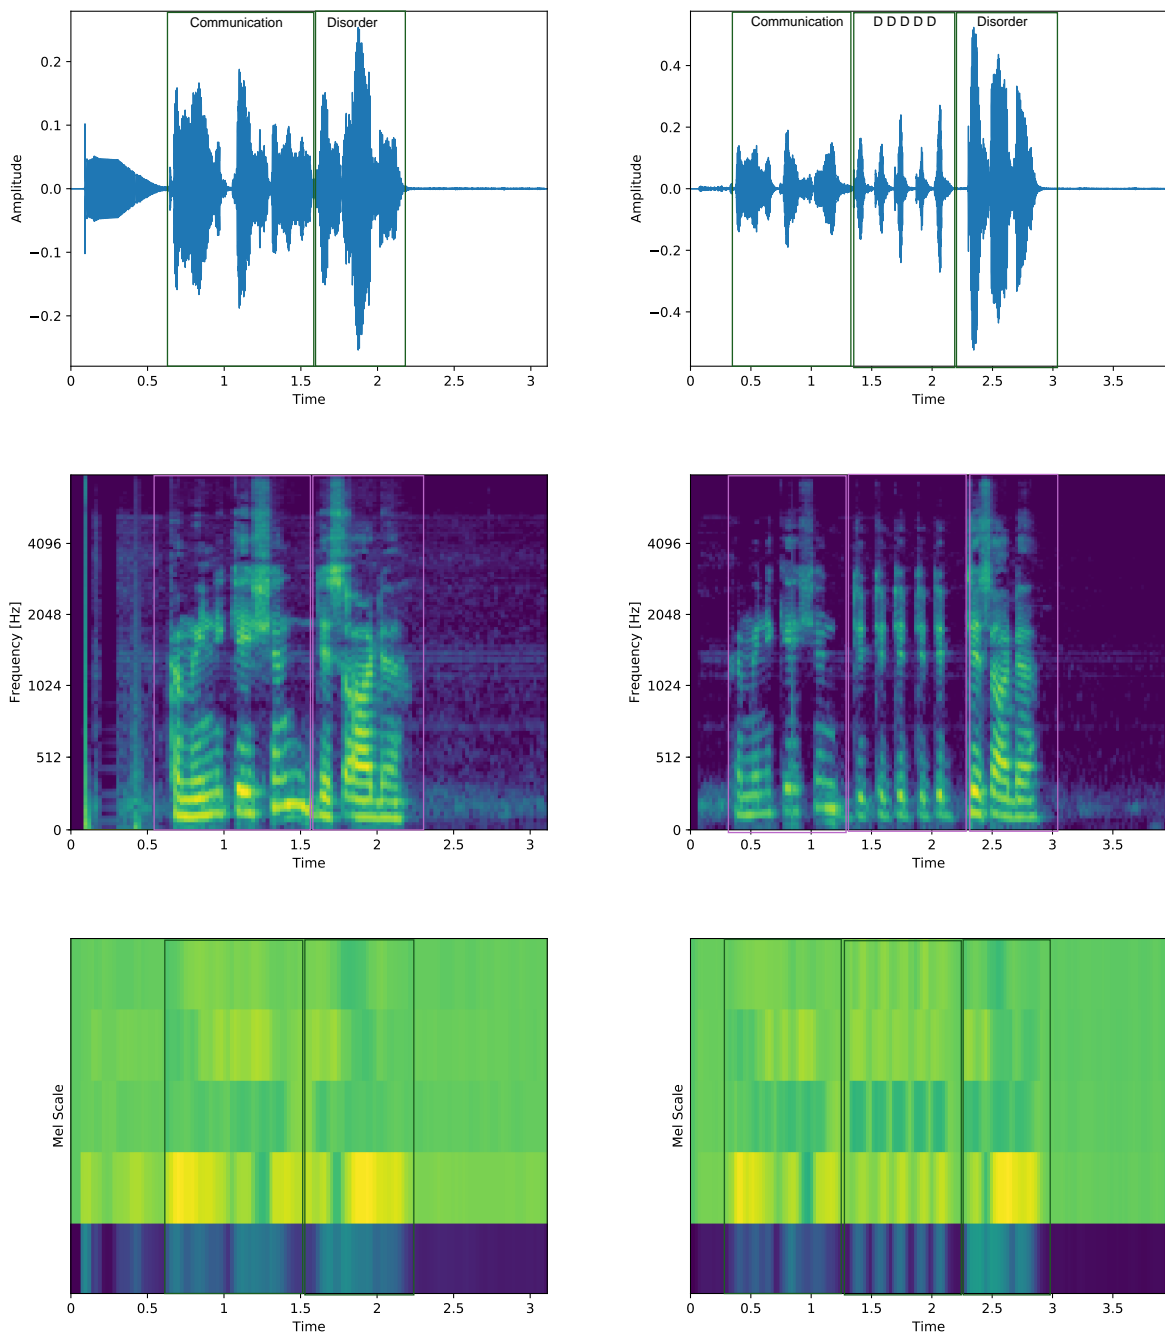 Communication Disorder
0.2
0.1
0.0
−0.1
−0.2
Amplitude
0 0.5 1 1.5 2 2.5 3
Time
Communication D D D D D Disorder
0.4
0.2
0.0
−0.2
−0.4
Amplitude
0 0.5 1 1.5 2 2.5 3 3.5
Time
4096
2048
1024
512
0
Frequency [Hz]
0 0.5 1 1.5 2 2.5 3
Time
4096
2048
1024
512
0
Frequency [Hz]
0 0.5 1 1.5 2 2.5 3 3.5
Time
Mel Scale
0 0.5 1 1.5 2 2.5 3
Time
Mel Scale
0 0.5 1 1.5 2 2.5 3 3.5
Time